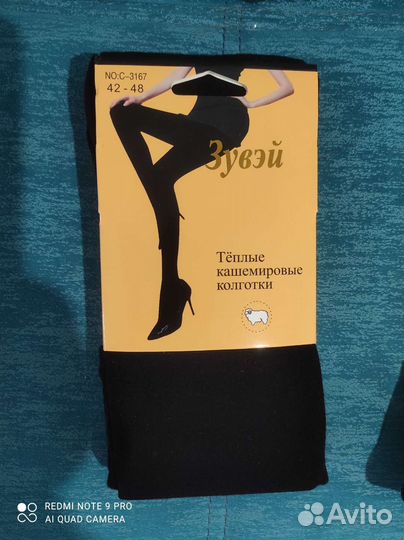 NO:C-3167
42 - 48
Зувэй
Тёплые
кашемировые
колготки
REDMI NOTE 9 PRO
AI QUAD CAMERA
Avito